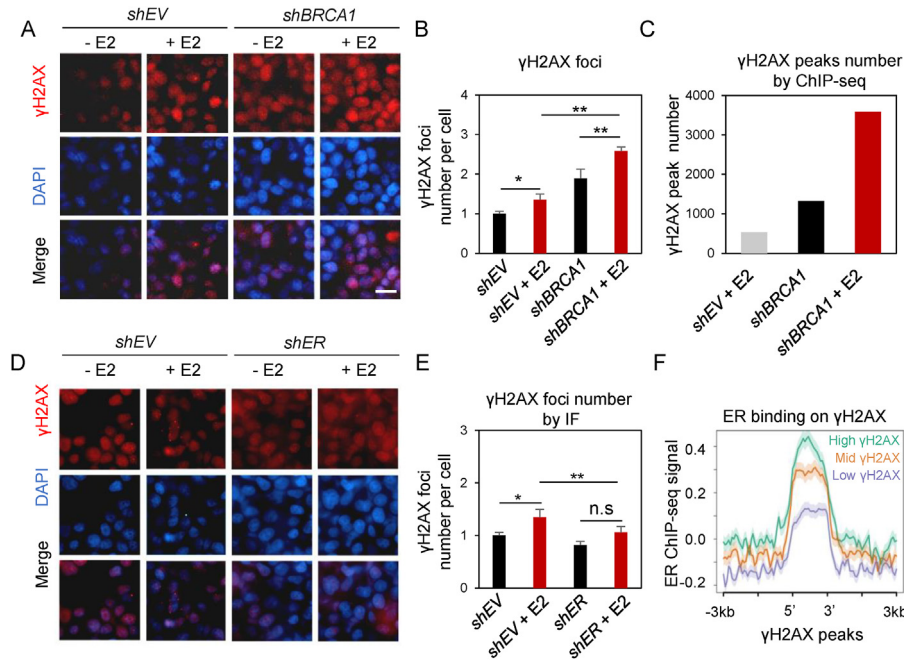 A
shEV
shBRCA1
- E2
+ E2
- E2
+ E2
γH2AX
DAPI
Merge
B
γH2AX foci
γH2AX foci
number per cell
3
2
1
0
*
**
**
shEV
shEV + E2
shBRCA1
shBRCA1 + E2
C
γH2AX peaks number
by ChIP-seq
γH2AX peak number
4000
3000
2000
1000
0
shEV + E2
shBRCA1
shBRCA1 + E2
D
shEV
shER
- E2
+ E2
- E2
+ E2
γH2AX
DAPI
Merge
E
γH2AX foci number
by IF
γH2AX foci
number per cell
3
2
1
0
*
**
n.s
shEV
shEV + E2
shER
shER + E2
F
ER binding on γH2AX
High γH2AX
Mid γH2AX
Low γH2AX
ER ChIP-seq signal
0.4
0.2
0.0
-0.2
-3kb
5'
3'
3kb
γH2AX peaks